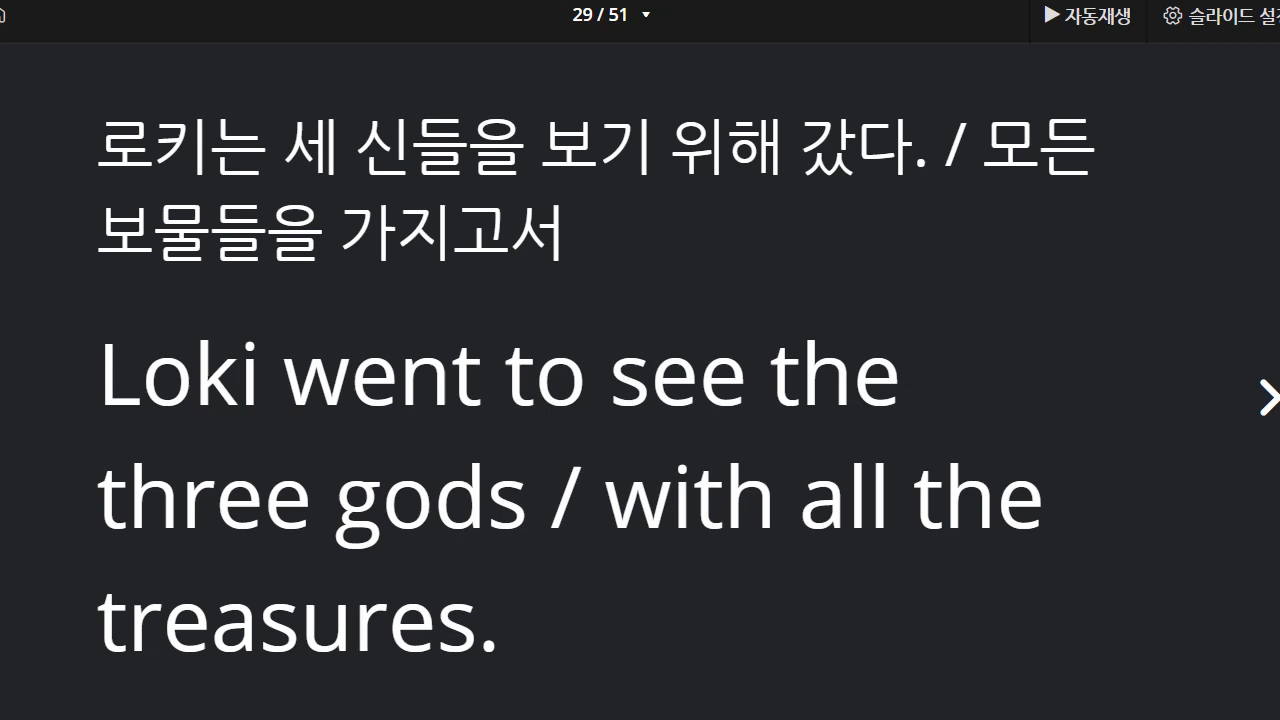 29 / 51
자동재생
슬라이드
로키는 세 신들을 보기 위해 갔다. / 모든
보물들을 가지고서
Loki went to see the
three gods / with all the
treasures.